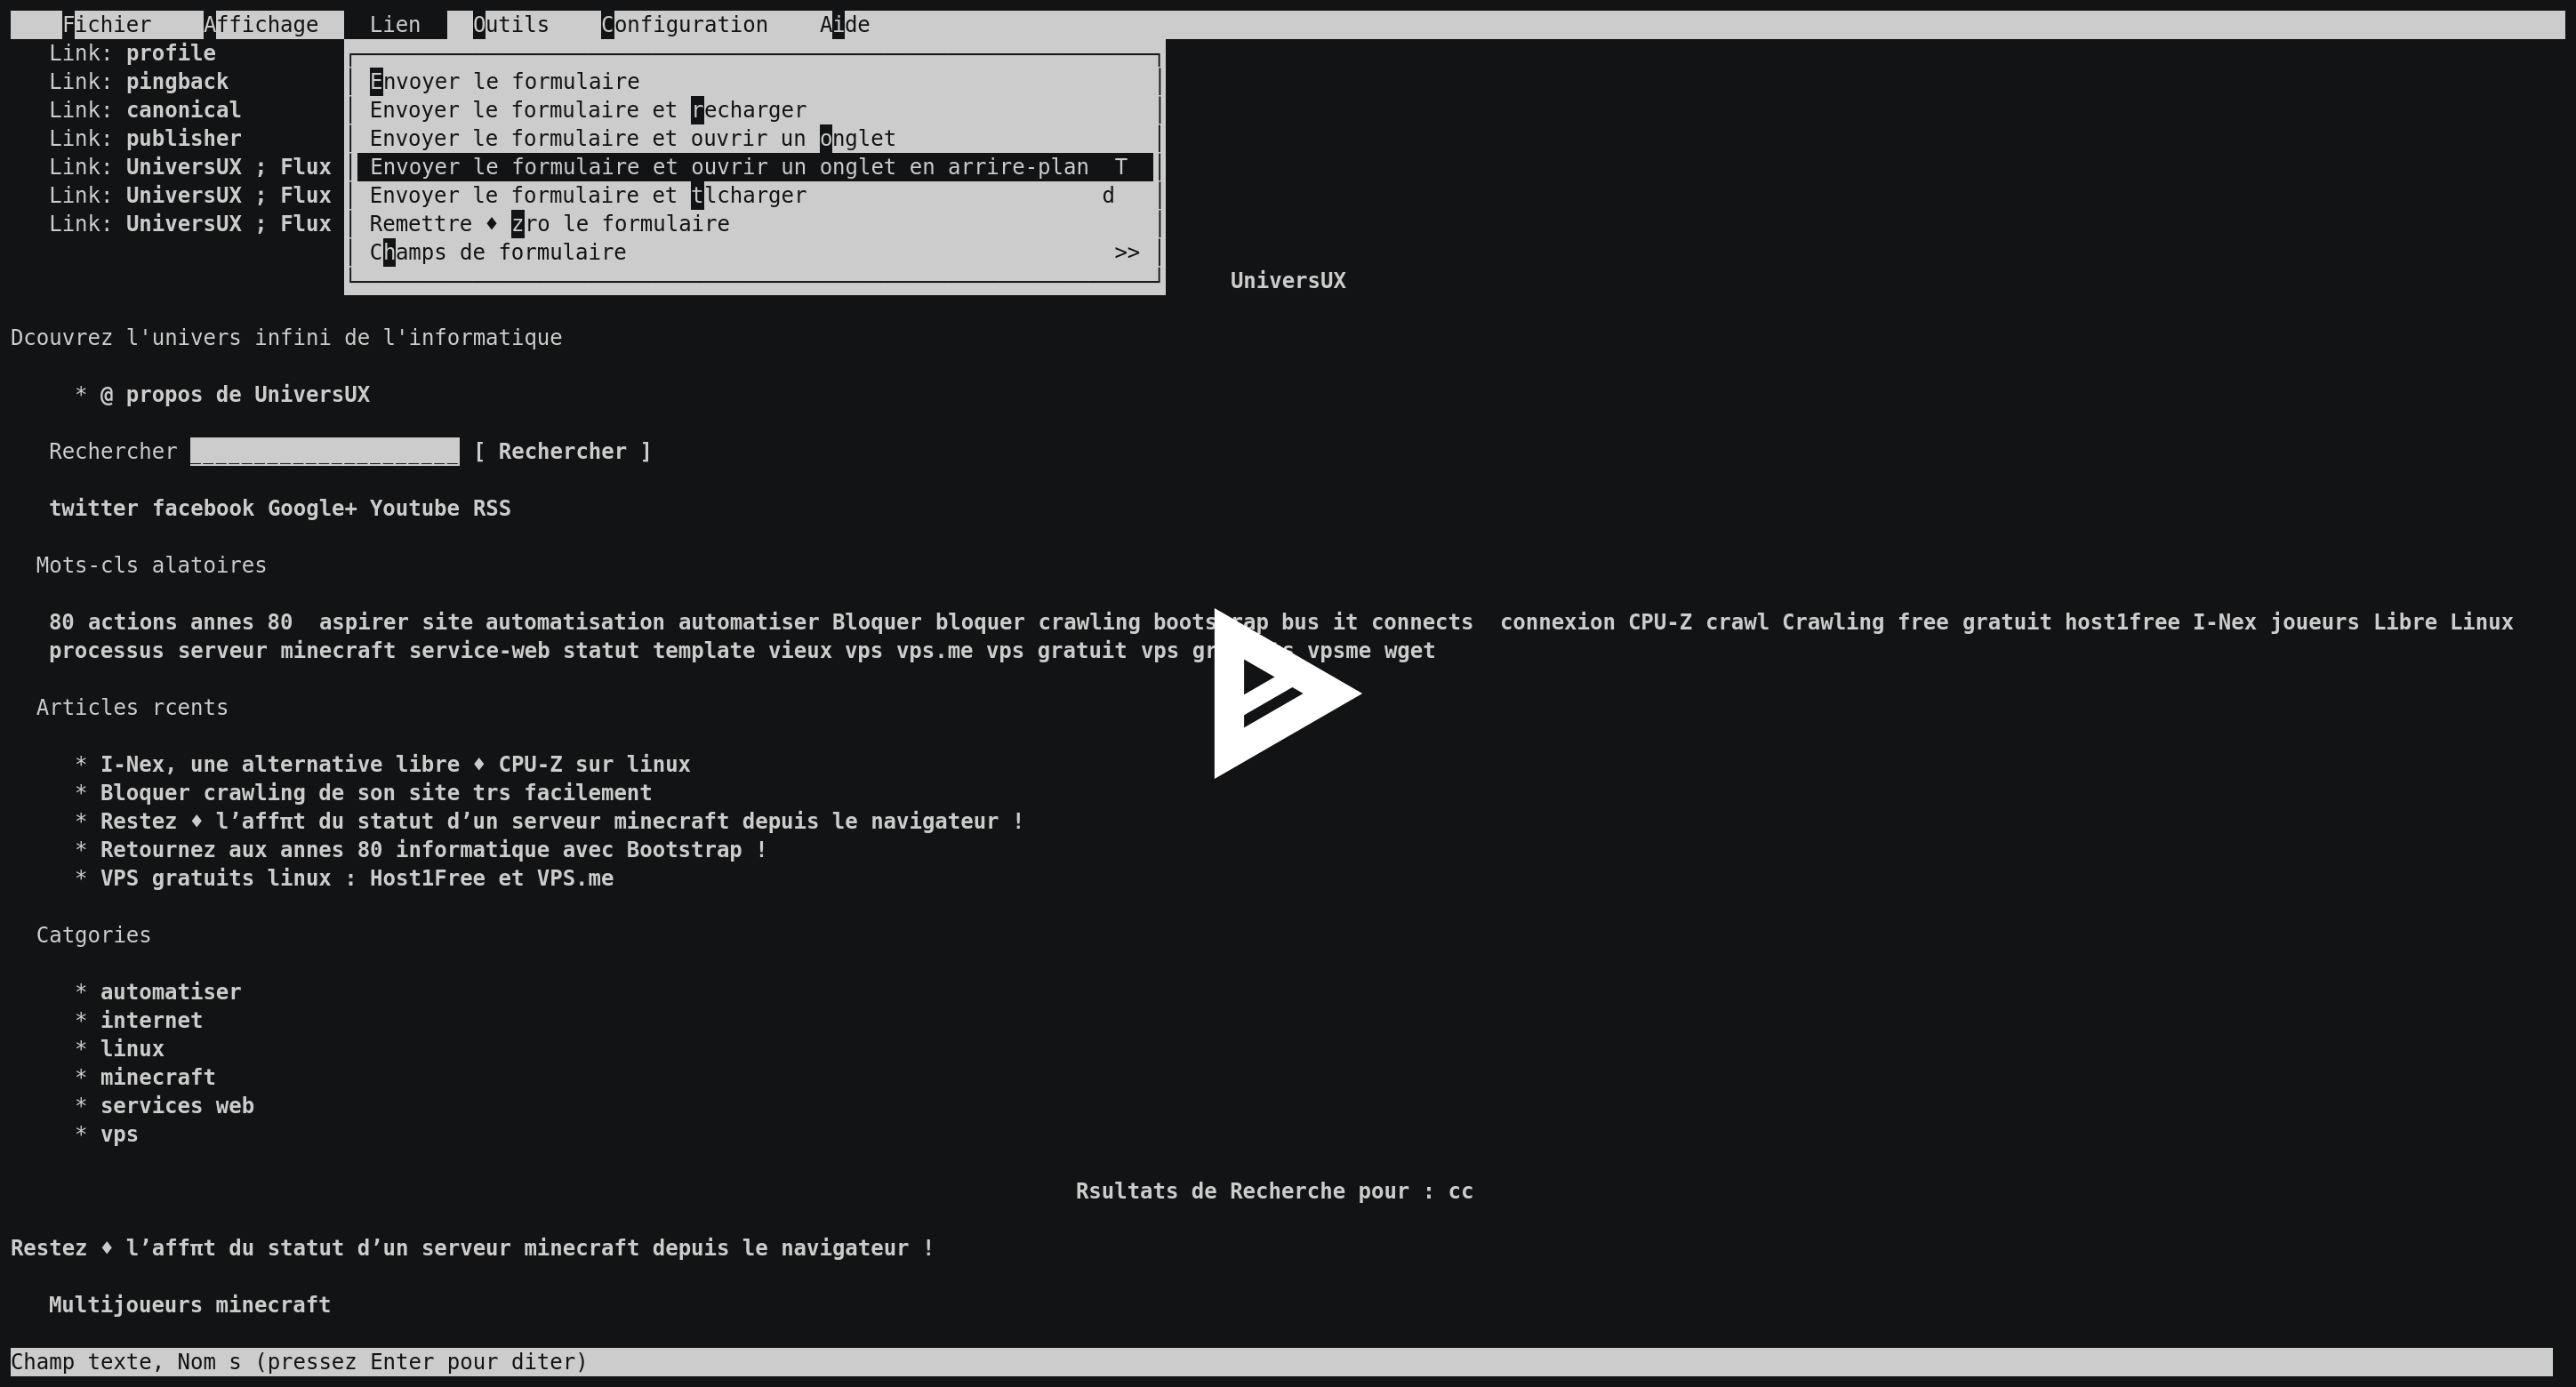 Fichier Affichage Lien Outils Configuration Aide
Link: profile
Link: pingback
Link: canonical
Link: publisher
Link: UniversUX ; Flux
Link: UniversUX ; Flux
Link: UniversUX ; Flux
Envoyer le formulaire
Envoyer le formulaire et recharger
Envoyer le formulaire et ouvrir un onglet
Envoyer le formulaire et ouvrir un onglet en arrire-plan T
Envoyer le formulaire et tlcharger d
Remettre ♦ zro le formulaire
Champs de formulaire >>
UniversUX
Dcouvrez l'univers infini de l'informatique
* @ propos de UniversUX
Rechercher _____________________ [ Rechercher ]
twitter facebook Google+ Youtube RSS
Mots-cls alatoires
80 actions annes 80 aspirer site automatisation automatiser Bloquer bloquer crawling bootstrap bus it connects connexion CPU-Z crawl Crawling free gratuit host1free I-Nex joueurs Libre Linux
processus serveur minecraft service-web statut template vieux vps vps.me vps gratuit vps vpsme wget
Articles rcents
* I-Nex, une alternative libre ♦ CPU-Z sur linux
* Bloquer crawling de son site trs facilement
* Restez ♦ l’affπt du statut d’un serveur minecraft depuis le navigateur !
* Retournez aux annes 80 informatique avec Bootstrap !
* VPS gratuits linux : Host1Free et VPS.me
Catgories
* automatiser
* internet
* linux
* minecraft
* services web
* vps
Rsultats de Recherche pour : cc
Restez ♦ l’affπt du statut d’un serveur minecraft depuis le navigateur !
Multijoueurs minecraft
Champ texte, Nom s (pressez Enter pour diter)